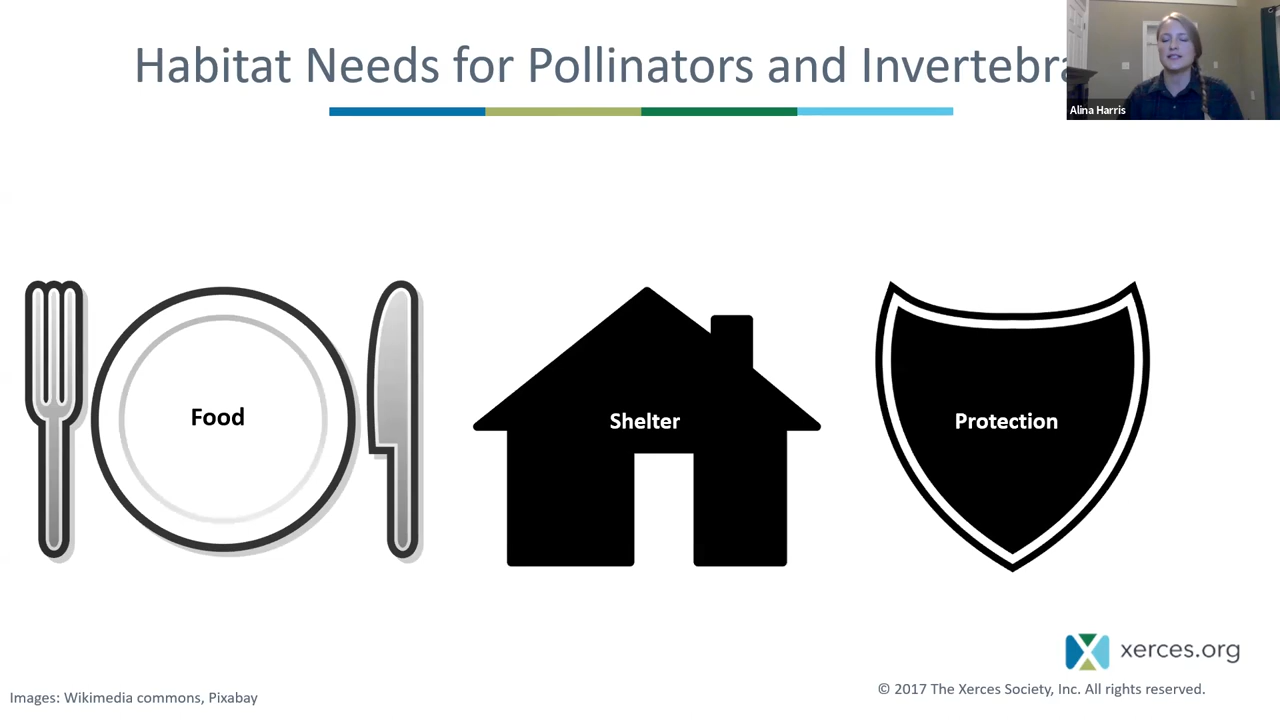 Habitat Needs for Pollinators and Invertebra
Alina Harris
Food
Shelter
Protection
xerces.org
Images: Wikimedia commons, Pixabay
© 2017 The Xerces Society, Inc. All rights reserved.